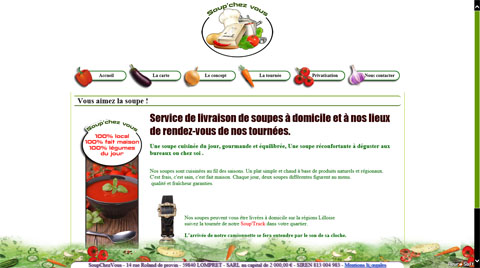 Soup'chez vous
Accueil
La carte
Le concept
La tournée
Privatisation
Nous contacter
Vous aimez la soupe !
Soup'chez vous
100% local
100% fait maison
100% légumes
du jour
Service de livraison de soupes à domicile et à nos lieux
de rendez-vous de nos tournées.
Une soupe cuisinée du jour, gourmande et équilibrée, Une soupe réconfortante à déguster aux
bureaux ou chez soi .
Nos soupes sont cuisinées au fil des saisons. Un plat simple et chaud à base de produits naturels et régionaux.
C'est frais, c'est sain, c'est fait maison. Chaque jour, deux soupes différentes figurent au menu.
qualité et fraîcheur garanties.
Nos soupes peuvent vous être livrées à domicile sur la régions Lilloise
suivez la tournée de notre SoupTruck dans votre quartier .
L'arrivée de notre camionnette se fera entendre par le son de sa cloche.
SoupChezVous - 14 rue Roland de 59840 LOMPRET - SARL au capital de 2 000,00 € - SIREN 813 004 983 - Mentions légales